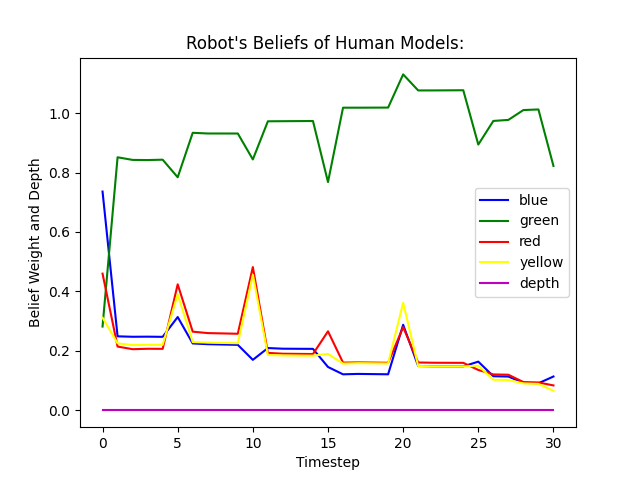 Robot's Beliefs of Human Models:
Belief Weight and Depth
1.0
0.8
0.6
0.4
0.2
0.0
blue
green
red
yellow
depth
0 5 10 15 20 25 30
Timestep